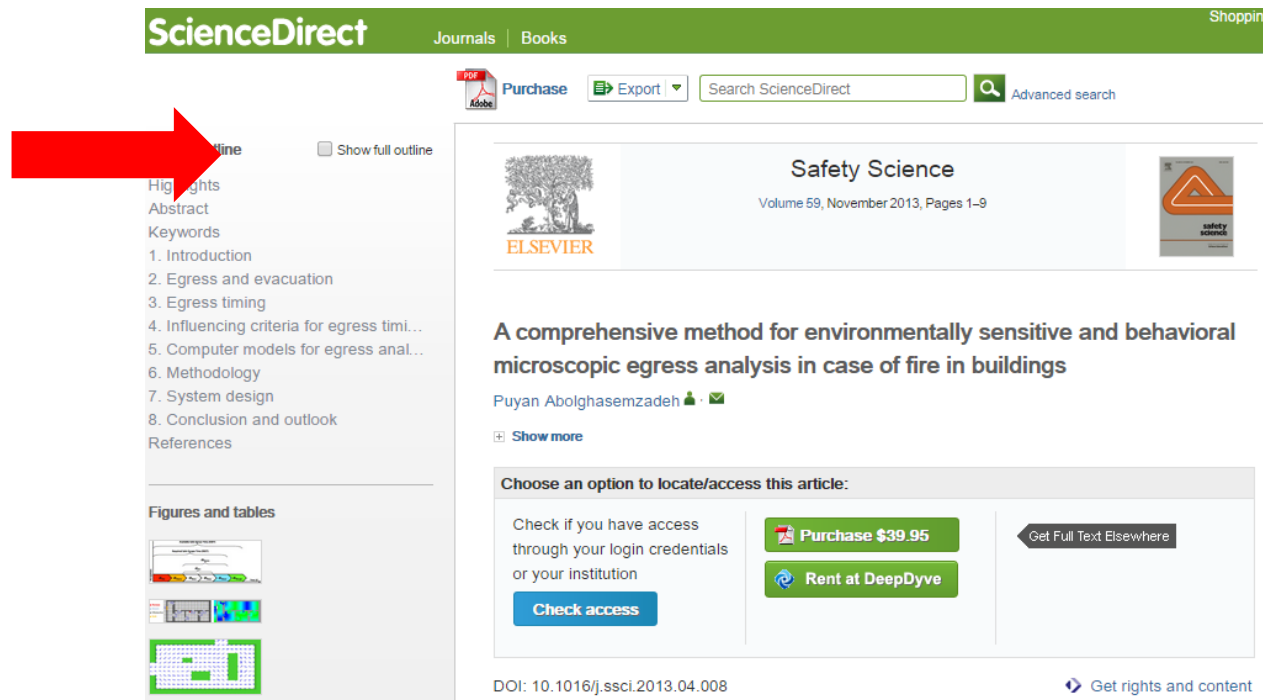 ScienceDirect
Journals | Books
Shoppin
PDF
Adobe
Purchase
Export
Search ScienceDirect
Advanced search
tline
Show full outline
Highlights
Abstract
Keywords
1. Introduction
2. Egress and evacuation
3. Egress timing
4. Influencing criteria for egress timi...
5. Computer models for egress anal...
6. Methodology
7. System design
8. Conclusion and outlook
References
Figures and tables
ELSEVIER
Safety Science
Volume 59, November 2013, Pages 1–9
safety
science
A comprehensive method for environmentally sensitive and behavioral
microscopic egress analysis in case of fire in buildings
Puyan Abolghasemzadeh
Show more
Choose an option to locate/access this article:
Check if you have access
through your login credentials
or your institution
Check access
Purchase $39.95
Rent at DeepDyve
Get Full Text Elsewhere
DOI: 10.1016/j.ssci.2013.04.008
Get rights and content